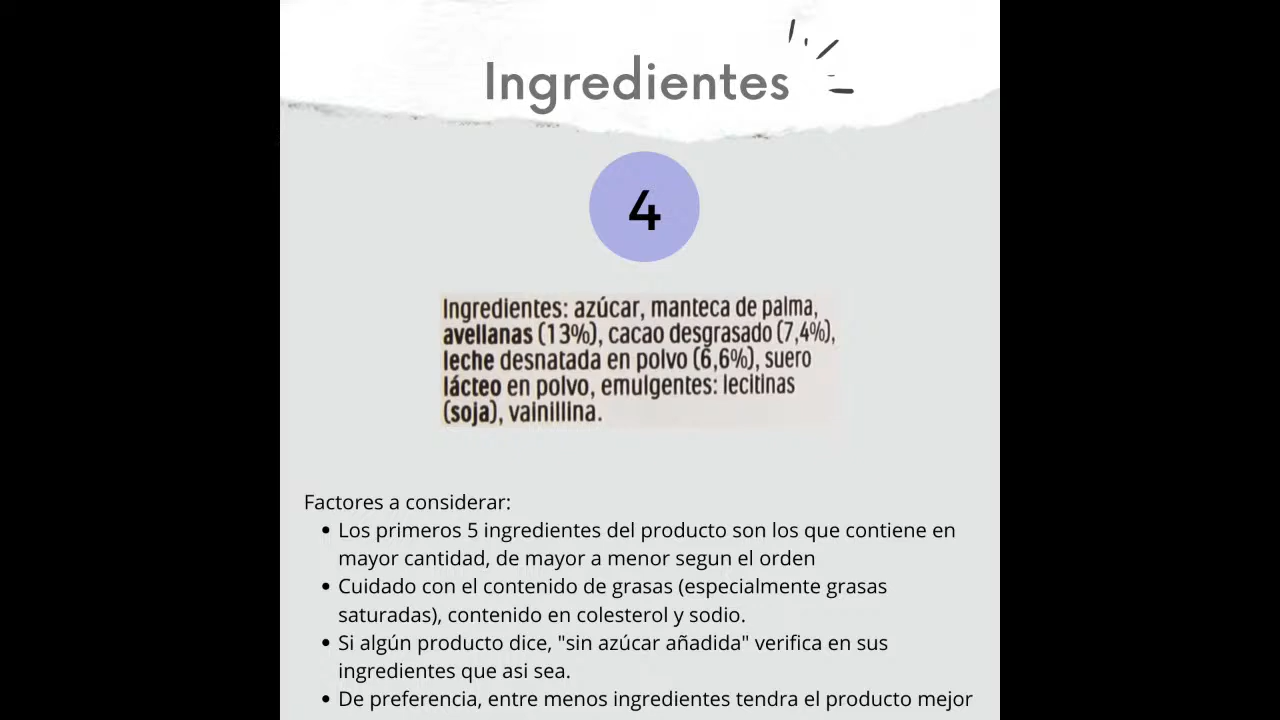 Ingredientes
4
Ingredientes: azúcar, manteca de palma,
avellanas (13%), cacao desgrasado (7,4%),
leche desnatada en polvo (6,6%), suero
lácteo en polvo, emulgentes: lecitinas
(soja), vainillina.
Factores a considerar:
• Los primeros 5 ingredientes del producto son los que contiene en
mayor cantidad, de mayor a menor segun el orden
• Cuidado con el contenido de grasas (especialmente grasas
saturadas), contenido en colesterol y sodio.
• Si algún producto dice, "sin azúcar añadida" verifica en sus
ingredientes que asi sea.
• De preferencia, entre menos ingredientes tendra el producto mejor